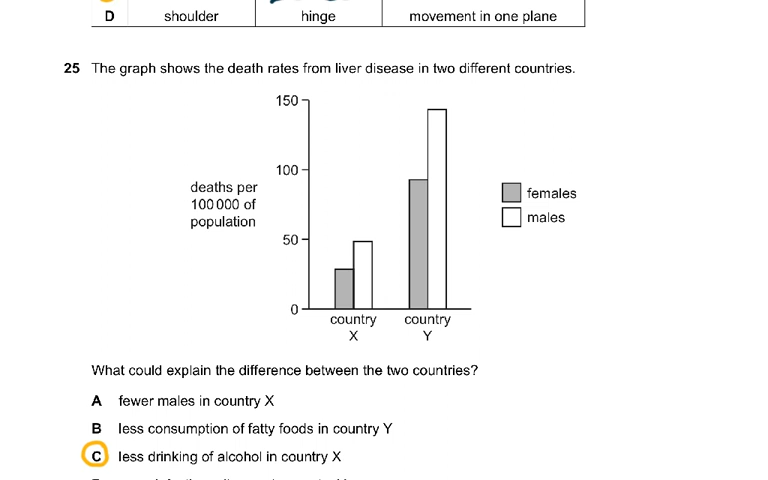 D shoulder hinge movement in one plane
25 The graph shows the death rates from liver disease in two different countries.
150
100
50
0
deaths per
100 000 of
population
females
males
country
X
country
Y
What could explain the difference between the two countries?
A fewer males in country X
B less consumption of fatty foods in country Y
C less drinking of alcohol in country X